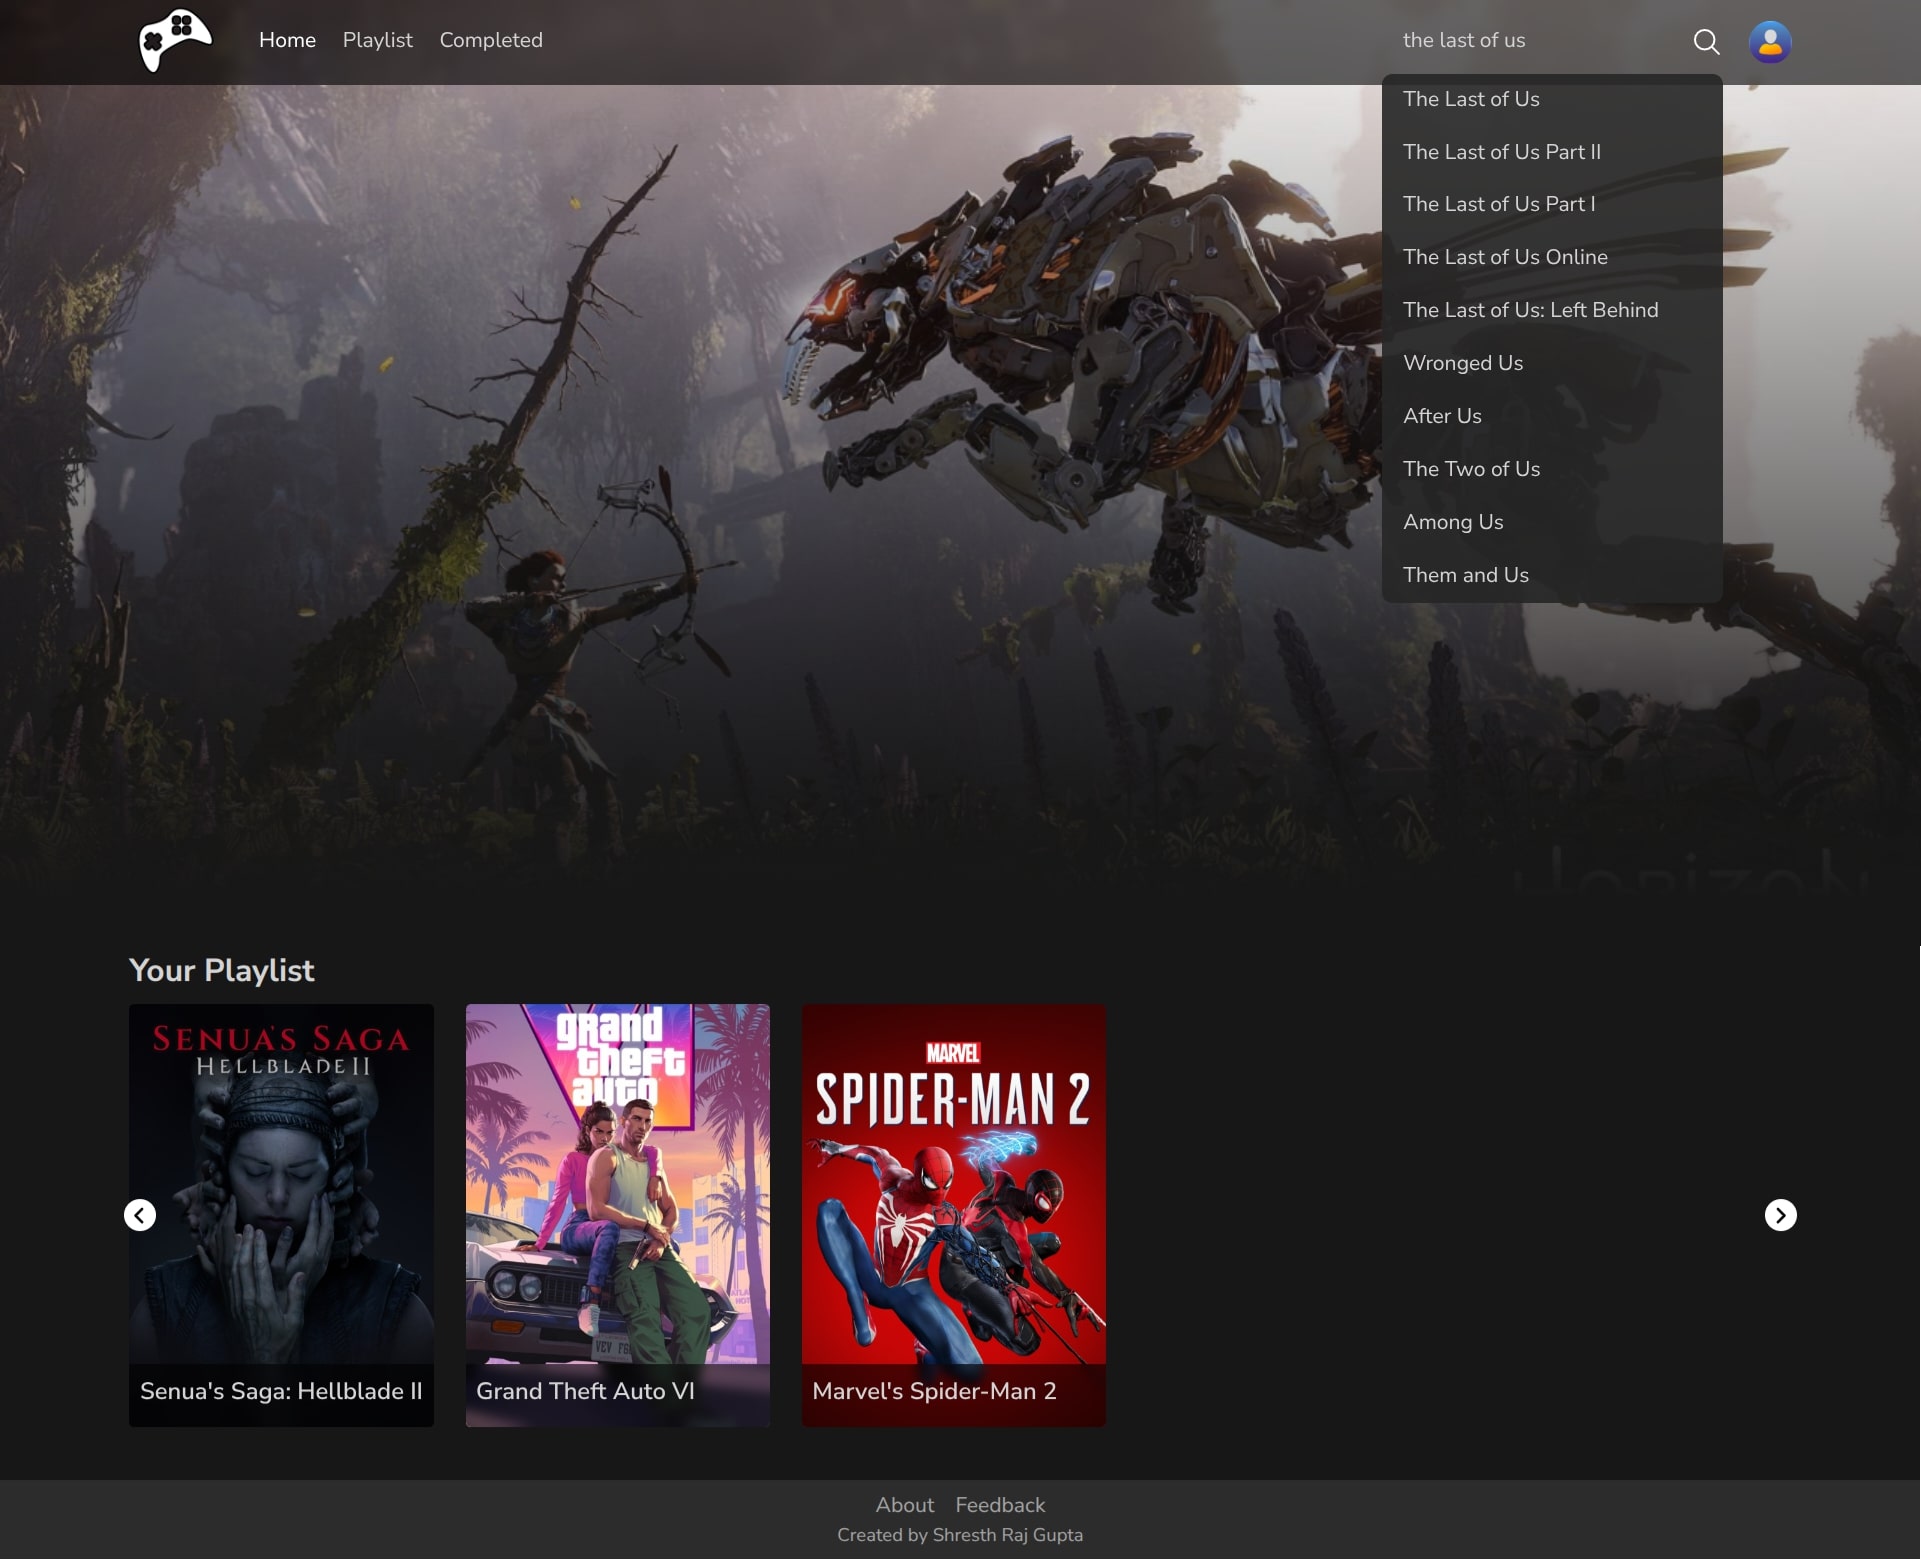 Home Playlist Completed
the last of us
The Last of Us
The Last of Us Part II
The Last of Us Part I
The Last of Us Online
The Last of Us: Left Behind
Wronged Us
After Us
The Two of Us
Among Us
Them and Us
Horizon
Your Playlist
SENUA'S SAGA
HELLBLADE II
Senua's Saga: Hellblade II
grand
theft
auto
VI
Grand Theft Auto VI
MARVEL
SPIDER-MAN 2
Marvel's Spider-Man 2
About Feedback
Created by Shresth Raj Gupta